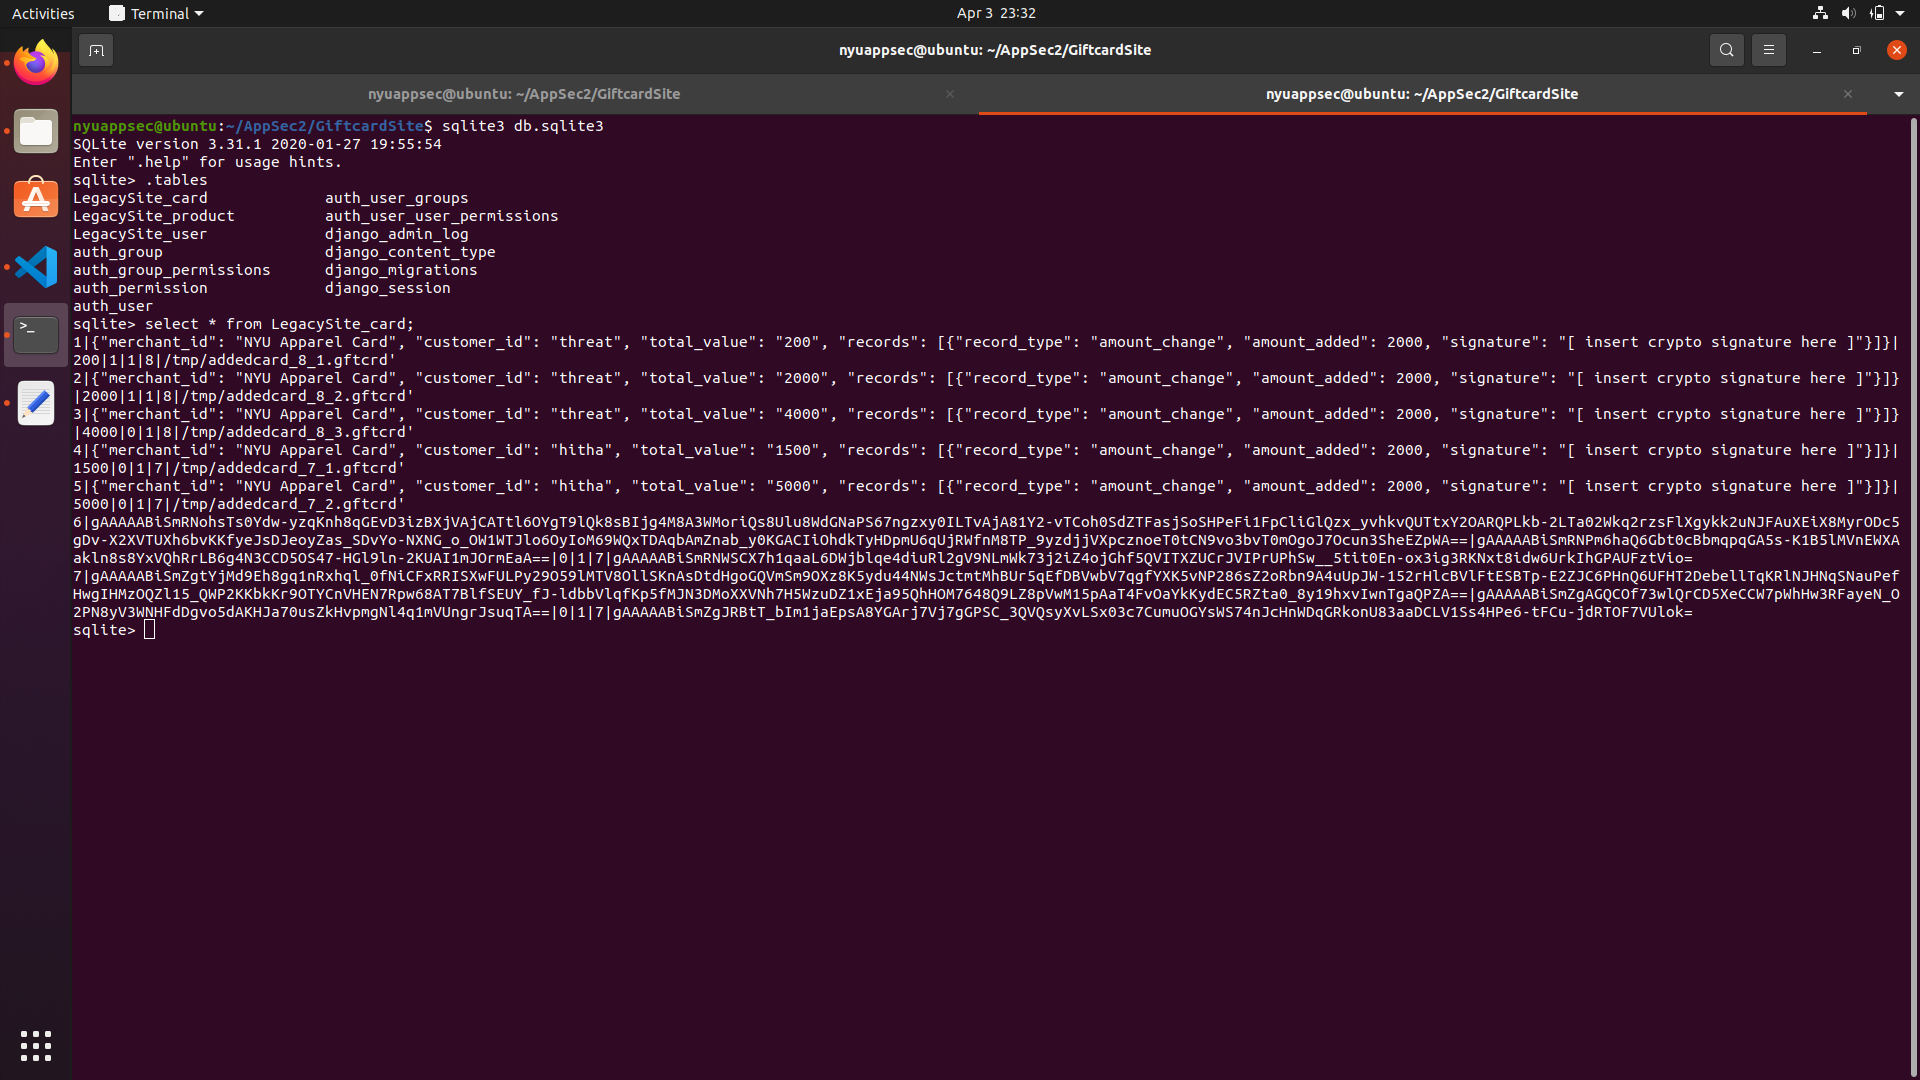 Activities
Terminal
Apr 3 23:32
nyuappsec@ubuntu: ~/AppSec2/GiftcardSite
nyuappsec@ubuntu: ~/AppSec2/GiftcardSite
nyuappsec@ubuntu: ~/AppSec2/GiftcardSite
nyuappsec@ubuntu:~/AppSec2/GiftcardSite$ sqlite3 db.sqlite3
SQLite version 3.31.1 2020-01-27 19:55:54
Enter ".help" for usage hints.
sqlite> .tables
LegacySite_card             auth_user_groups
LegacySite_product          auth_user_user_permissions
LegacySite_user             django_admin_log
auth_group                  django_content_type
auth_group_permissions      django_migrations
auth_permission             django_session
auth_user
sqlite> select * from LegacySite_card;
1|{"merchant_id": "NYU Apparel Card", "customer_id": "threat", "total_value": "200", "records": [{"record_type": "amount_change", "amount_added": 2000, "signature": "[ insert crypto signature here ]"}]}|
200|1|1|8|/tmp/addedcard_8_1.gftcrd'
2|{"merchant_id": "NYU Apparel Card", "customer_id": "threat", "total_value": "2000", "records": [{"record_type": "amount_change", "amount_added": 2000, "signature": "[ insert crypto signature here ]"}]}
|2000|1|1|8|/tmp/addedcard_8_2.gftcrd'
3|{"merchant_id": "NYU Apparel Card", "customer_id": "threat", "total_value": "4000", "records": [{"record_type": "amount_change", "amount_added": 2000, "signature": "[ insert crypto signature here ]"}]}
|4000|0|1|8|/tmp/addedcard_8_3.gftcrd'
4|{"merchant_id": "NYU Apparel Card", "customer_id": "hitha", "total_value": "1500", "records": [{"record_type": "amount_change", "amount_added": 2000, "signature": "[ insert crypto signature here ]"}]}|
1500|0|1|7|/tmp/addedcard_7_1.gftcrd'
5|{"merchant_id": "NYU Apparel Card", "customer_id": "hitha", "total_value": "5000", "records": [{"record_type": "amount_change", "amount_added": 2000, "signature": "[ insert crypto signature here ]"}]}|
5000|0|1|7|/tmp/addedcard_7_2.gftcrd'
6|gAAAAABiSmRNohsTs0Ydw-yzqKnh8qGEvD3izBXjVAjCATtl6OYgT9lQk8sBIjg4M8A3WMoriQs8Ulu8WdGNaPS67ngzxy0ILTvAjA81Y2-vTCoh0SdZTFasjSoSHPeFi1FpCliGlQzx_yvhkvQUTtxY2OARQPLkb-2LTa02Wkq2rzsFlXgykk2uNJFAuXEiX8MyrODc5
gDv-X2XVTUXh6bvKKfyeJsDJeoyZas_SDvYo-NXNG_o_OW1WTJlo6OyIoM69WQxTDAqbAmZnab_y0KGACIiOhdkTyHDpmU6qUjRWfnM8TP_9yzdjjVXpcznoeT0tCN9vo3bvT0mOgoJ7Ocun3SheEZpWA==|gAAAAABiSmRNPm6haQ6Gbt0cBbmqpqGA5s-K1B5lMVnEWXA
akln8s8YxVQhRrLB6g4N3CCD5OS47-HGl9ln-2KUAI1mJOrmEaA==|0|1|7|gAAAAABiSmRNWSCX7h1qaaL6DWjblqe4diuRl2gV9NLmWk73j2iZ4ojGhf5QVITXZUCrJVIPrUPhSw__5tit0En-ox3ig3RKNxt8idw6UrkIhGPAUFztVio=
7|gAAAAABiSmZgtYjMd9Eh8gq1nRxhql_0fNiCFxRRISXwFULPy29O59lMTV8OllSKnAsDtdHgoGQVmSm9OXz8K5ydu44NWsJctmtMhBUr5qEfDBVwbV7qgfYXK5vNP286sZ2oRbn9A4uUpJW-152rHlcBVlFtESBTp-E2ZJC6PHnQ6UFHT2DebellTqKRlNJHNqSNauPef
HwgIHMzOQZl15_QWP2KKbkKr9OTYCnVHEN7Rpw68AT7BlfSEUY_fJ-ldbbVlqfKp5fMJN3DMoXXVNh7H5WzuDZ1xEja95QhHOM7648Q9LZ8pVwM15pAaT4FvOaYkKydEC5RZta0_8y19hxvIwnTgaQPZA==|gAAAAABiSmZgAGQCOf73wlQrCD5XeCCW7pWhHw3RFayeN_O
2PN8yV3WNHFdDgvo5dAKHJa70usZkHvpmgNl4q1mVUngrJsuqTA==|0|1|7|gAAAAABiSmZgJRBtT_bIm1jaEpsA8YGArj7Vj7gGPSC_3QVQsyXvLSx03c7CumuOGYsWS74nJcHnWDqGRkonU83aaDCLV1Ss4HPe6-tFCu-jdRTOF7VUlok=
sqlite>